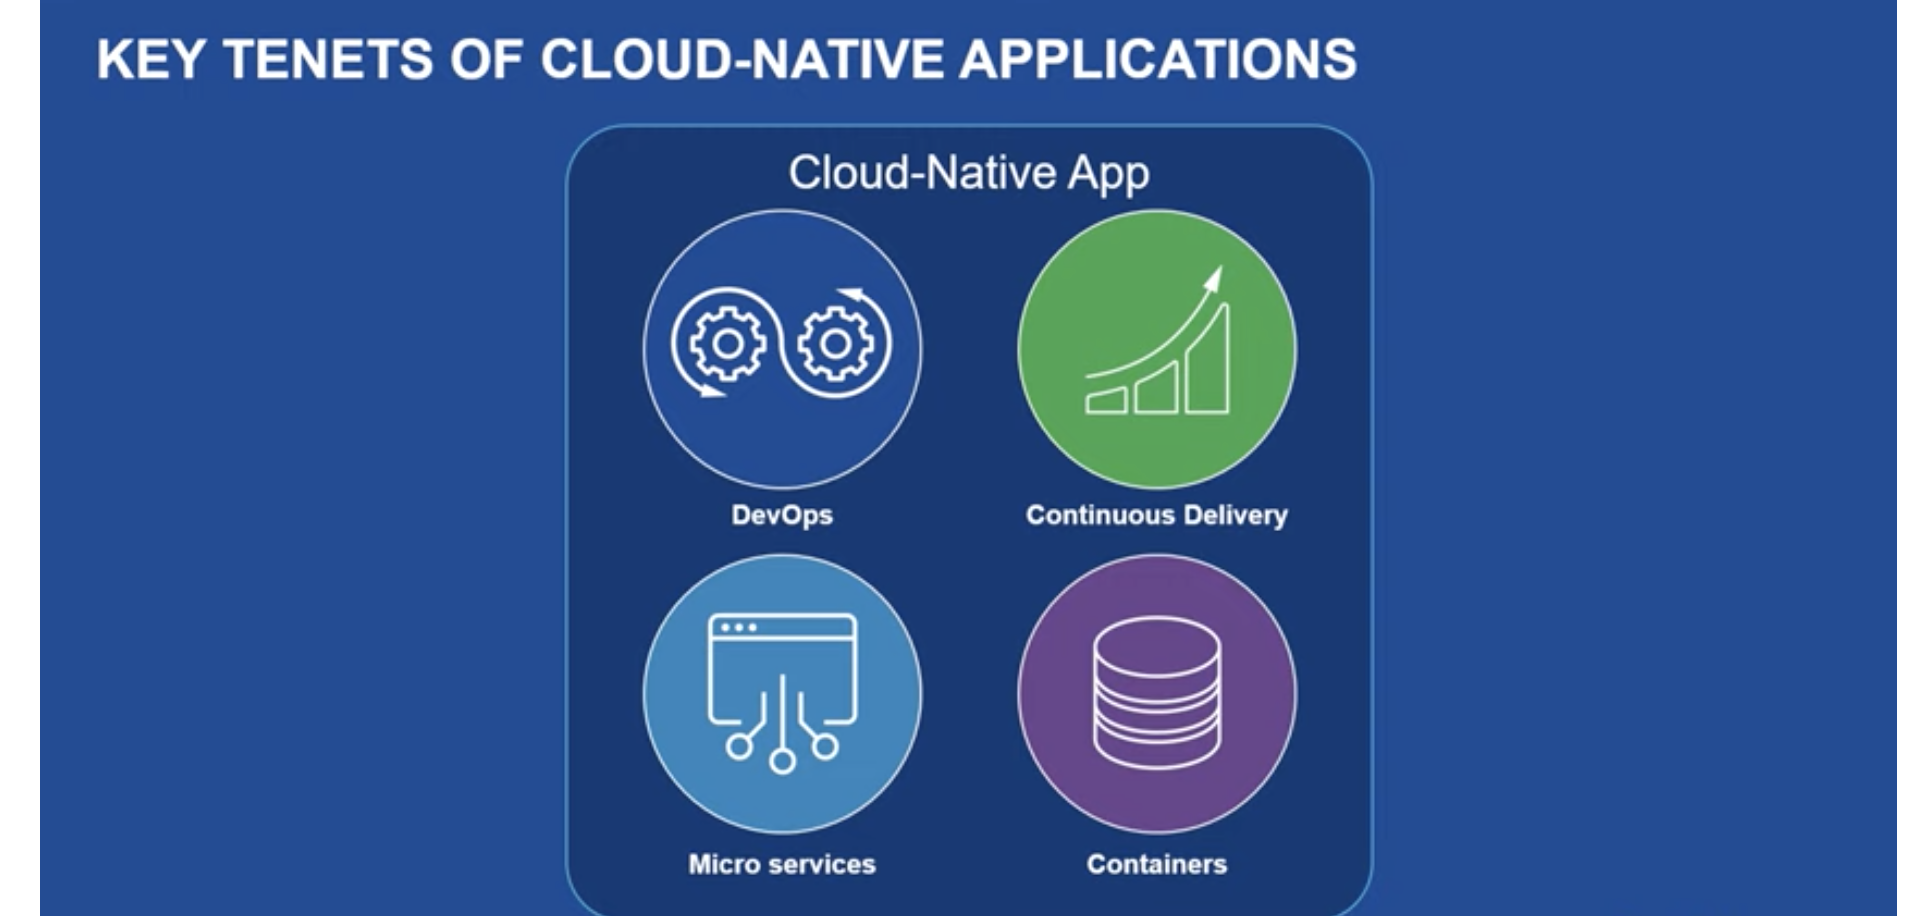 KEY TENETS OF CLOUD-NATIVE APPLICATIONS
Cloud-Native App
DevOps
Continuous Delivery
Micro services
Containers